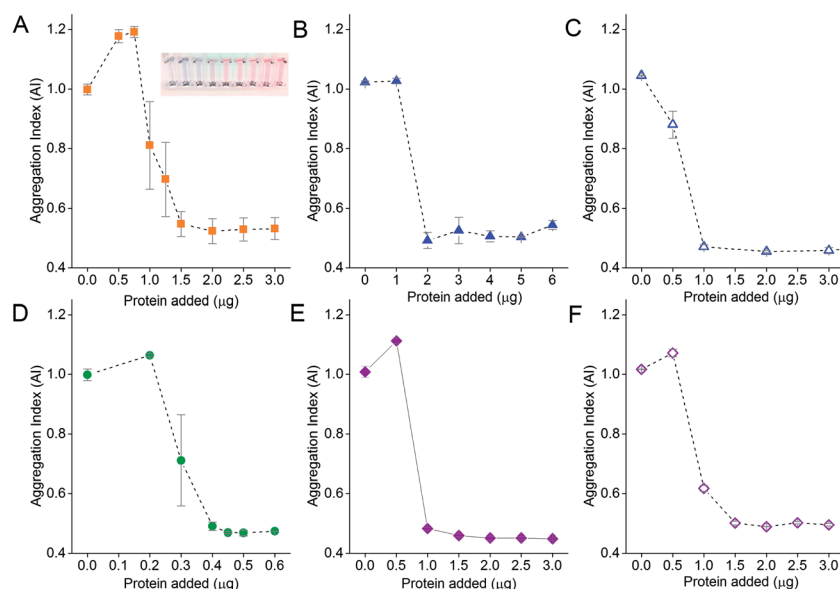 A
Aggregation Index (AI)
1.2
1.0
0.8
0.6
0.4
0.0 0.5 1.0 1.5 2.0 2.5 3.0
Protein added (μg)
B
Aggregation Index (AI)
1.2
1.0
0.8
0.6
0.4
0 1 2 3 4 5 6
Protein added (μg)
C
Aggregation Index (AI)
1.2
1.0
0.8
0.6
0.4
0.0 0.5 1.0 1.5 2.0 2.5 3.0
Protein added (μg)
D
Aggregation Index (AI)
1.2
1.0
0.8
0.6
0.4
0.0 0.1 0.2 0.3 0.4 0.5 0.6
Protein added (μg)
E
Aggregation Index (AI)
1.2
1.0
0.8
0.6
0.4
0.0 0.5 1.0 1.5 2.0 2.5 3.0
Protein added (μg)
F
Aggregation Index (AI)
1.2
1.0
0.8
0.6
0.4
0.0 0.5 1.0 1.5 2.0 2.5 3.0
Protein added (μg)